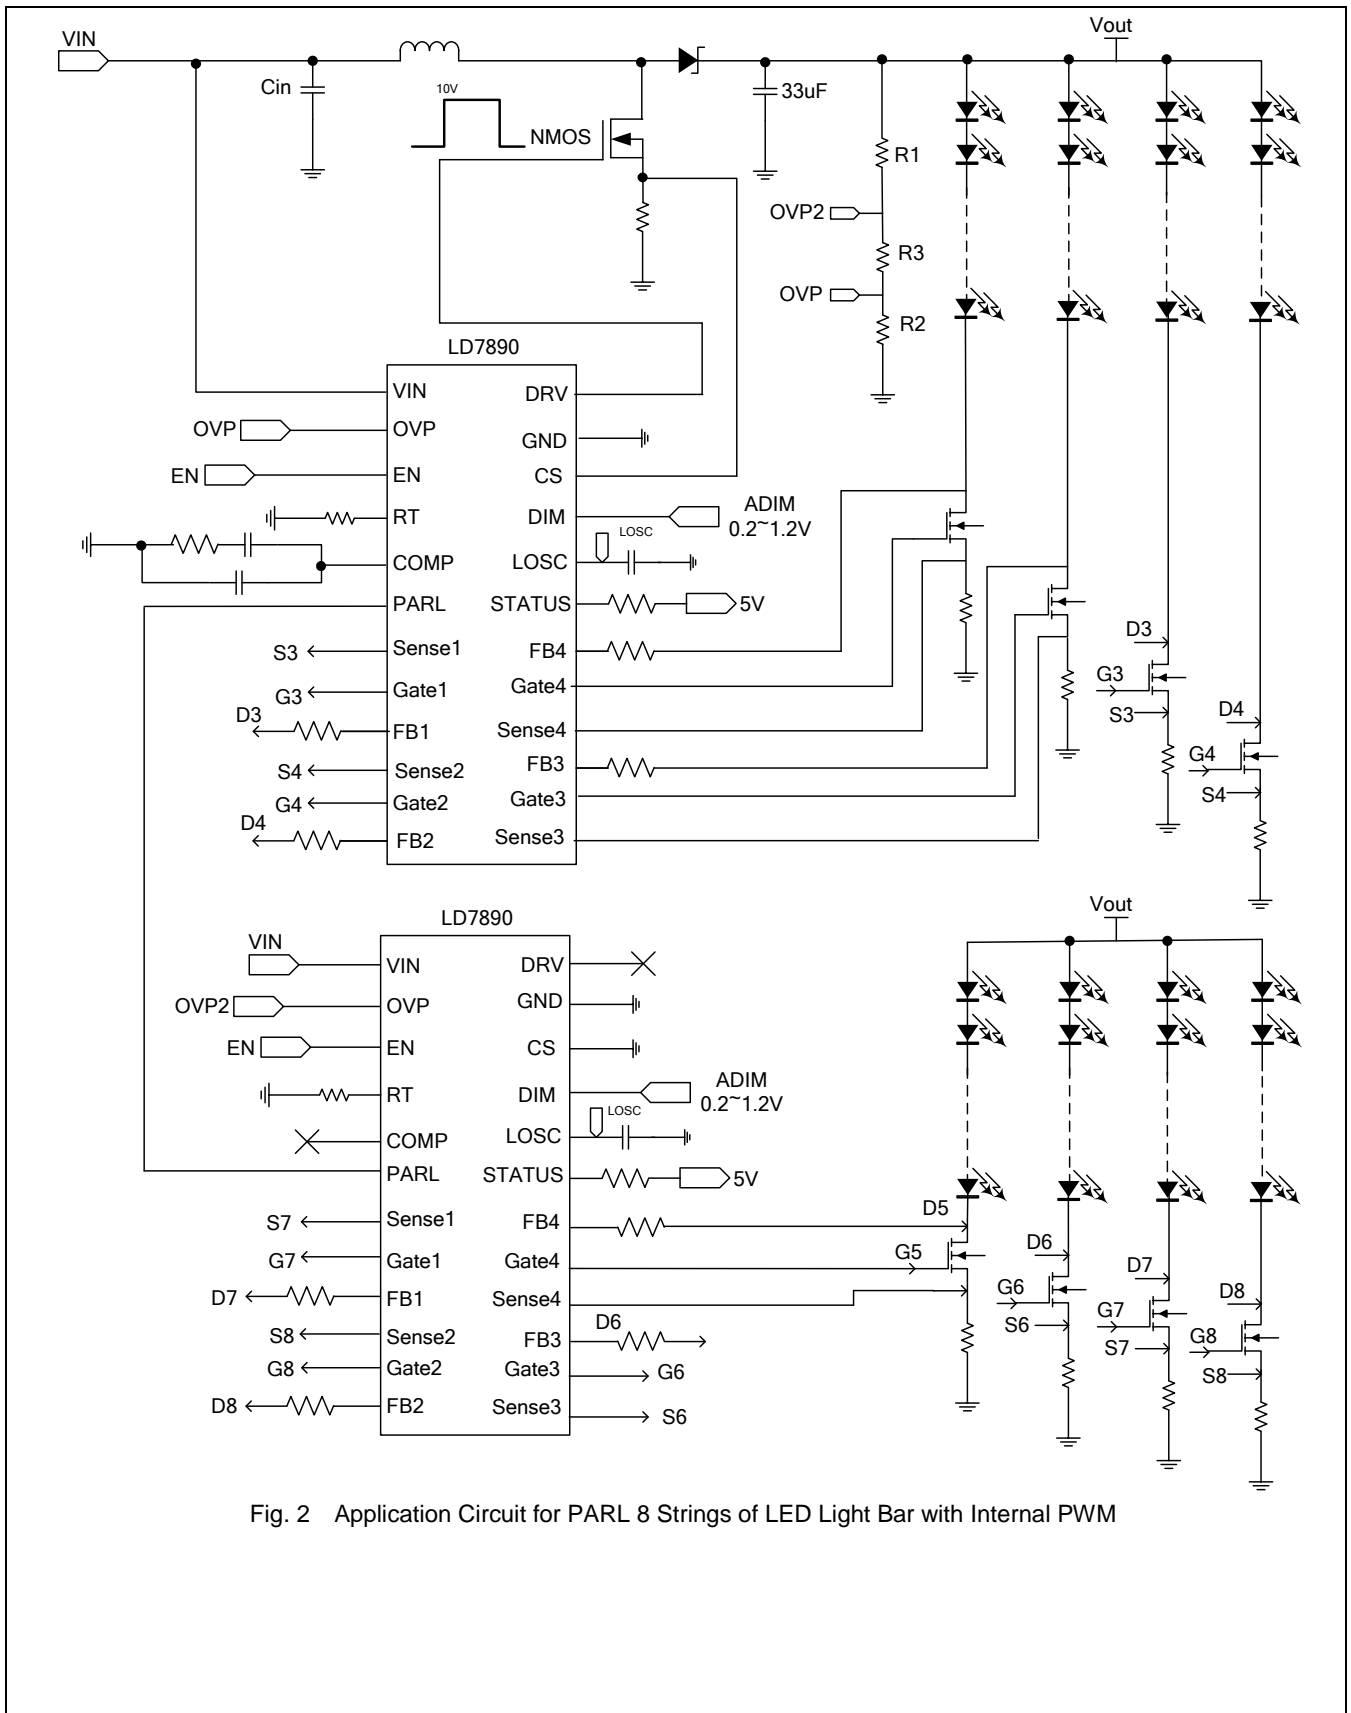 VIN
Vout
Cin
10V
33uF
NMOS
R1
OVP2
R3
OVP
R2
LD7890
VIN
DRV
OVP
OVP
GND
EN
EN
CS
RT
DIM
ADIM
0.2~1.2V
LOSC
COMP
LOSC
PARL
STATUS
5V
S3
Sense1
FB4
D3
G3
Gate1
Gate4
G3
D3
FB1
Sense4
S3
D4
S4
Sense2
FB3
G4
G4
Gate2
Gate3
S4
D4
FB2
Sense3
LD7890
Vout
VIN
VIN
DRV
OVP2
OVP
GND
EN
EN
CS
RT
DIM
ADIM
0.2~1.2V
LOSC
COMP
LOSC
PARL
STATUS
5V
S7
Sense1
FB4
D5
G7
Gate1
Gate4
G5
D6
D7
D7
FB1
Sense4
G6
G7
D8
S8
Sense2
FB3
D6
S6
S7
G8
G8
Gate2
Gate3
G6
S8
D8
FB2
Sense3
S6
Fig. 2 Application Circuit for PARL 8 Strings of LED Light Bar with Internal PWM